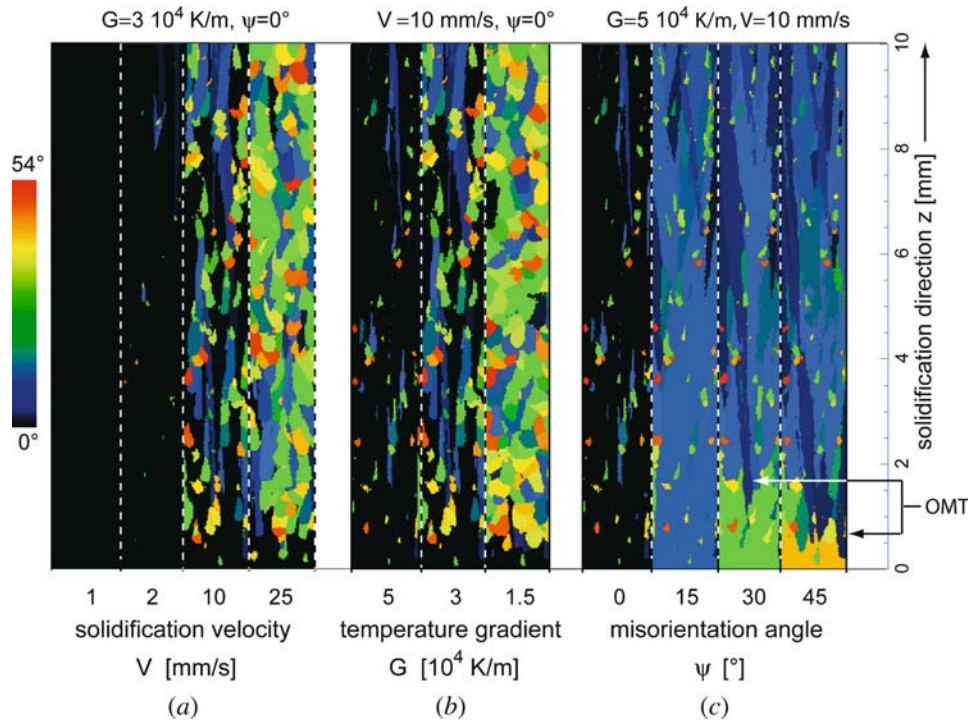 G=3 10⁴ K/m, ψ=0°
V=10 mm/s, ψ=0°
G=5 10⁴ K/m, V=10 mm/s
54°
0°
10
8
6
4
2
0
solidification direction z [mm]
OMT
1 2 10 25
5 3 1.5
0 15 30 45
solidification velocity
temperature gradient
misorientation angle
V [mm/s]
G [10⁴ K/m]
ψ [°]
(a)
(b)
(c)